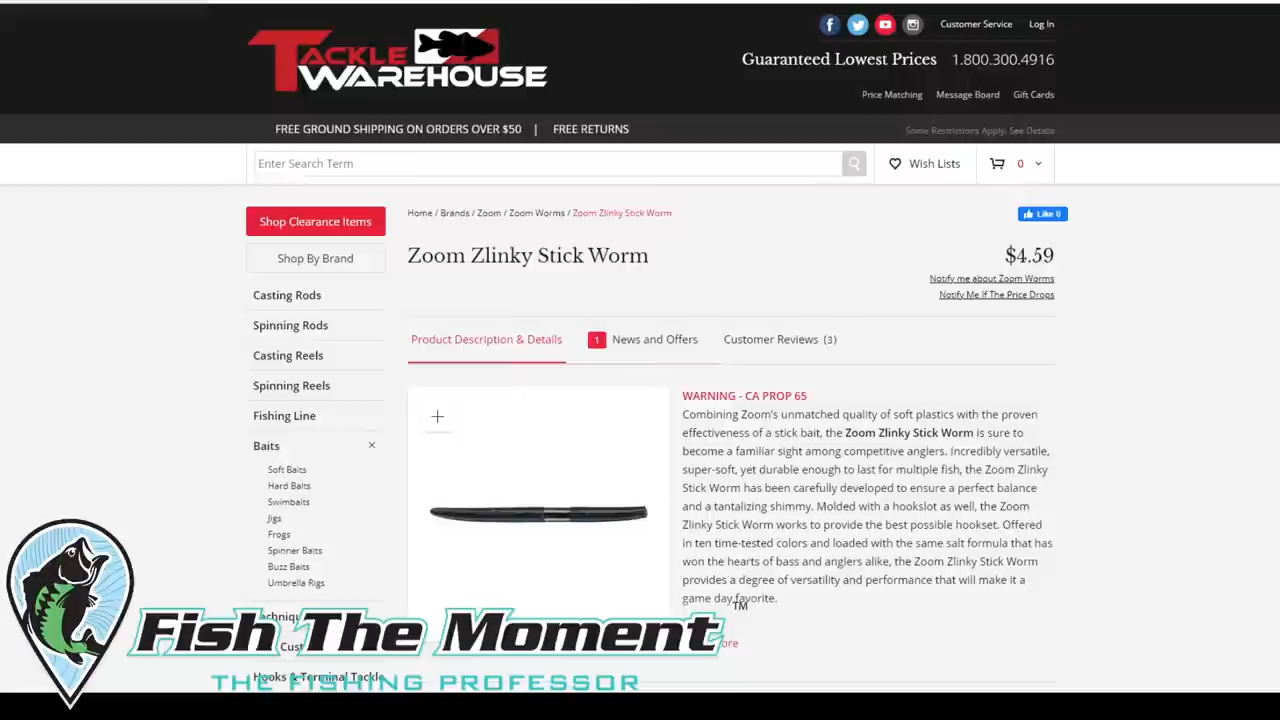 TACKLE
WAREHOUSE
Customer Service Log In
Guaranteed Lowest Prices 1.800.300.4916
Price Matching Message Board Gift Cards
FREE GROUND SHIPPING ON ORDERS OVER $50 | FREE RETURNS
Some Restrictions Apply. See Details
Enter Search Term
Wish Lists
0
Shop Clearance Items
Shop By Brand
Casting Rods
Spinning Rods
Casting Reels
Spinning Reels
Fishing Line
Baits
Soft Baits
Hard Baits
Swimbaits
Jigs
Frogs
Spinner Baits
Buzz Baits
Umbrella Rigs
Hooks & Terminal Tackle
Home / Brands / Zoom / Zoom Worms / Zoom Zlinky Stick Worm
Like 0
Zoom Zlinky Stick Worm
$4.59
Notify me about Zoom Worms
Notify Me If The Price Drops
Product Description & Details
1 News and Offers
Customer Reviews (3)
WARNING - CA PROP 65
Combining Zoom's unmatched quality of soft plastics with the proven
effectiveness of a stick bait, the Zoom Zlinky Stick Worm is sure to
become a familiar sight among competitive anglers. Incredibly versatile,
super-soft, yet durable enough to last for multiple fish, the Zoom Zlinky
Stick Worm has been carefully developed to ensure a perfect balance
and a tantalizing shimmy. Molded with a hookslot as well, the Zoom
Zlinky Stick Worm works to provide the best possible hookset. Offered
in ten time-tested colors and loaded with the same salt formula that has
won the hearts of bass and anglers alike, the Zoom Zlinky Stick Worm
provides a degree of versatility and performance that will make it a
game day favorite.
Fish The Moment™
THE FISHING PROFESSOR